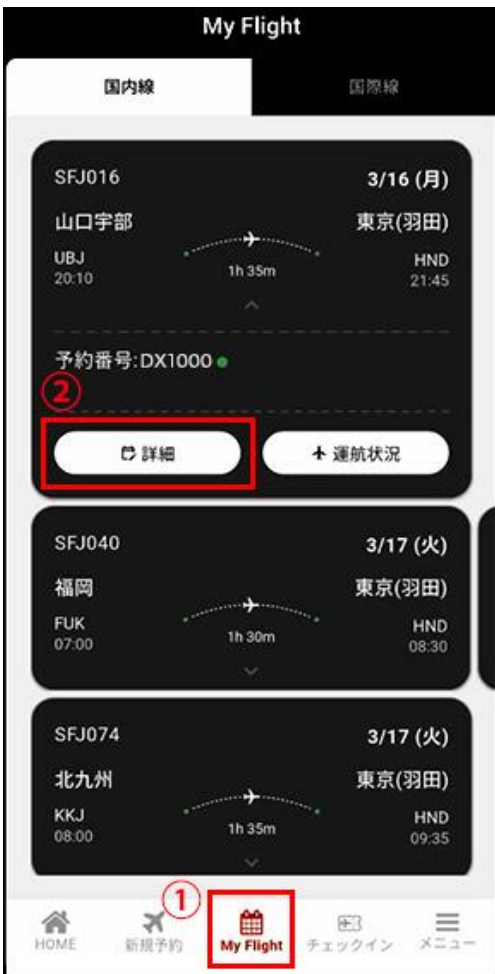 My Flight
国内線 国際線
SFJ016 3/16 (月)
山口宇部 東京(羽田)
UBJ 1h 35m HND
20:10 21:45
予約番号:DX1000
②
詳細 運航状況
SFJ040 3/17 (火)
福岡 東京(羽田)
FUK 1h 30m HND
07:00 08:30
SFJ074 3/17 (火)
北九州 東京(羽田)
KKJ 1h 35m HND
08:00 09:35
①
HOME 新規予約 My Flight チェックイン メニュー